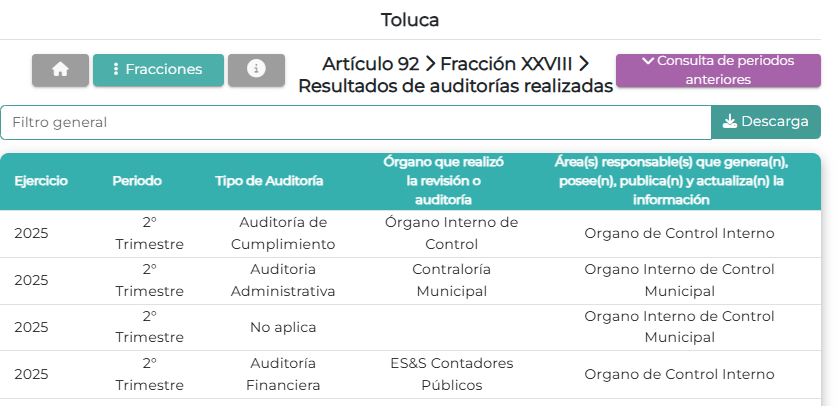 Toluca
Fracciones
Artículo 92 > Fracción XXVIII >
Resultados de auditorías realizadas
Consulta de periodos
anteriores
Filtro general
Descarga
Ejercicio
Periodo
Tipo de Auditoría
Órgano que realizó
la revisión o
auditoría
Área(s) responsable(s) que genera(n),
posee(n), publica(n) y actualiza(n) la
información
2025
2°
Trimestre
Auditoría de
Cumplimiento
Órgano Interno de
Control
Organo de Control Interno
2025
2°
Trimestre
Auditoria
Administrativa
Contraloría
Municipal
Organo Interno de Control
Municipal
2025
2°
Trimestre
No aplica
Organo Interno de Control
Municipal
2025
2°
Trimestre
Auditoría
Financiera
ES&S Contadores
Públicos
Organo de Control Interno